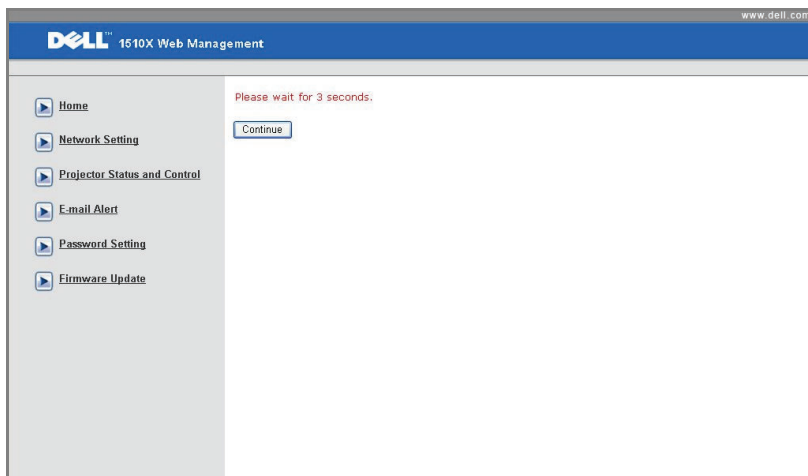 www.dell.com
DELL™ 1510X Web Management
Home
Network Setting
Projector Status and Control
E-mail Alert
Password Setting
Firmware Update
Please wait for 3 seconds.
Continue